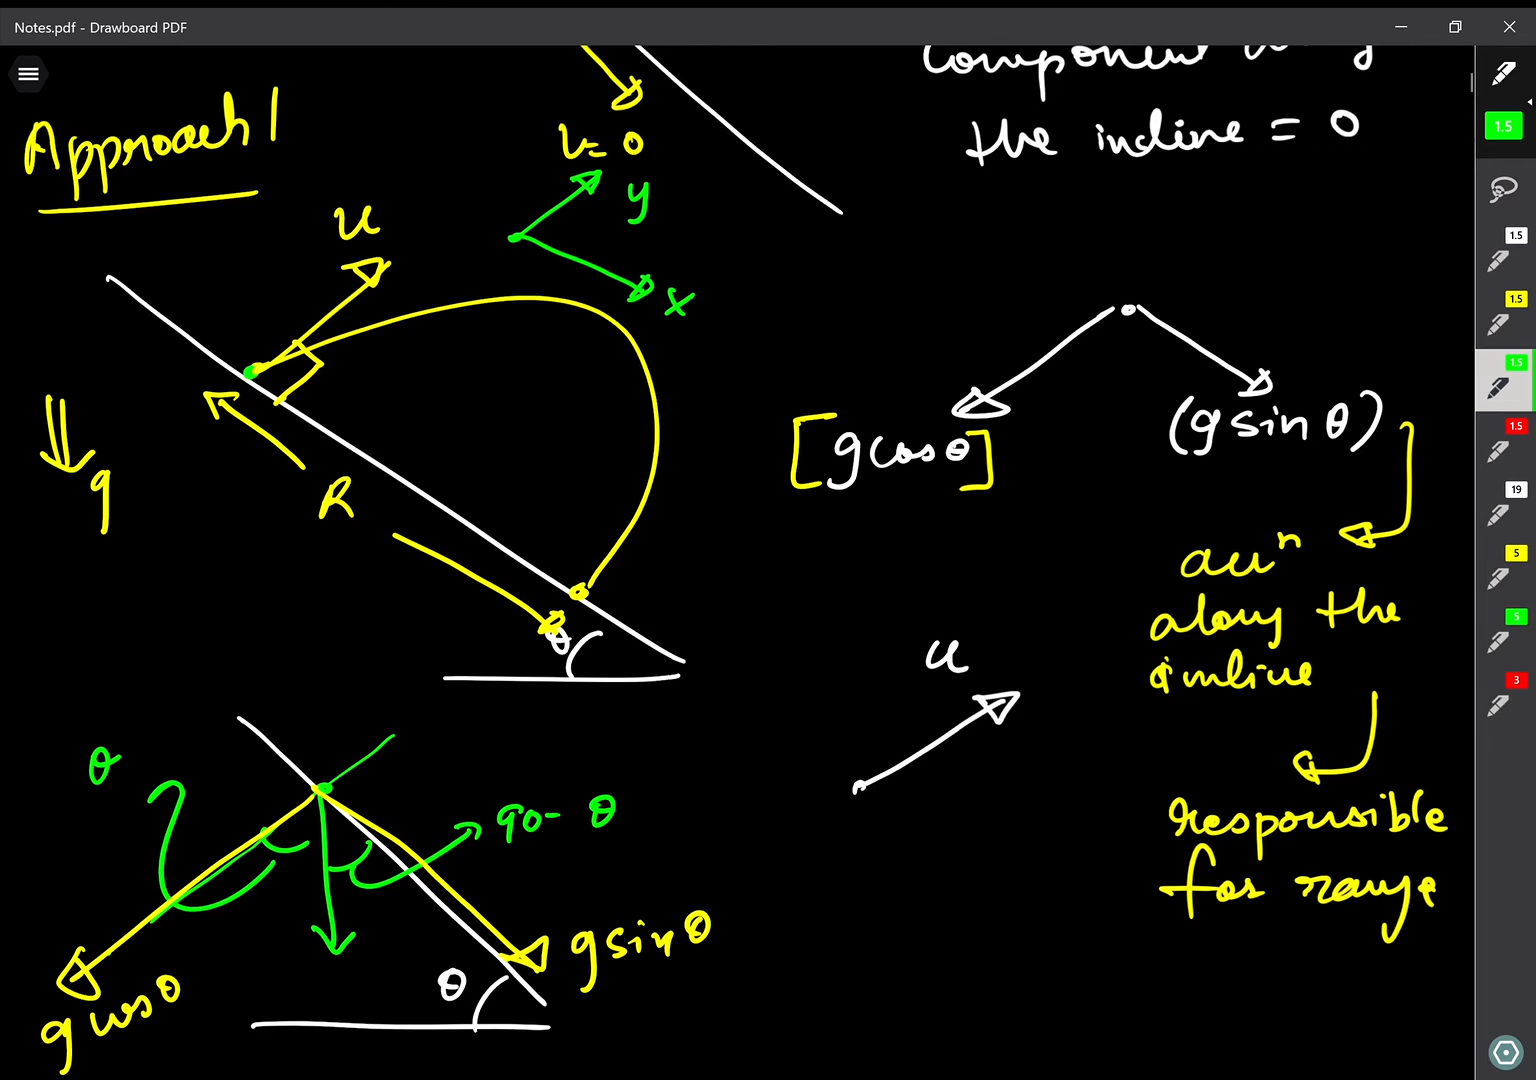 Notes.pdf - Drawboard PDF
the incline = 0
Approach 1
v= 0
y
x
u
g
R
θ
[g cos θ]
(g sin θ)
accn
along the
incline
responsible
for range
u
θ
90- θ
g cos θ
g sin θ
θ
1.5
1.5
1.5
1.5
1.5
19
5
5
3